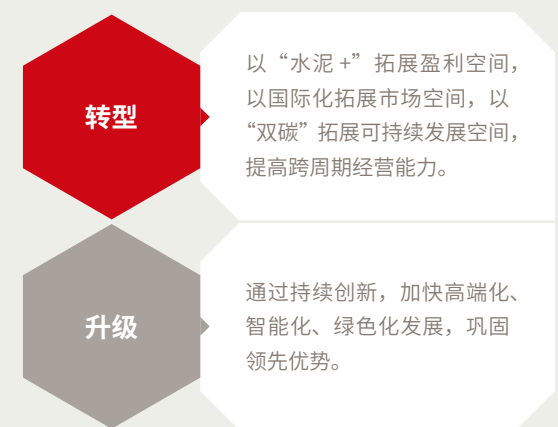 转型
以“水泥 +”拓展盈利空间，
以国际化拓展市场空间，以
“双碳”拓展可持续发展空间，
提高跨周期经营能力。
升级
通过持续创新，加快高端化、
智能化、绿色化发展，巩固
领先优势。